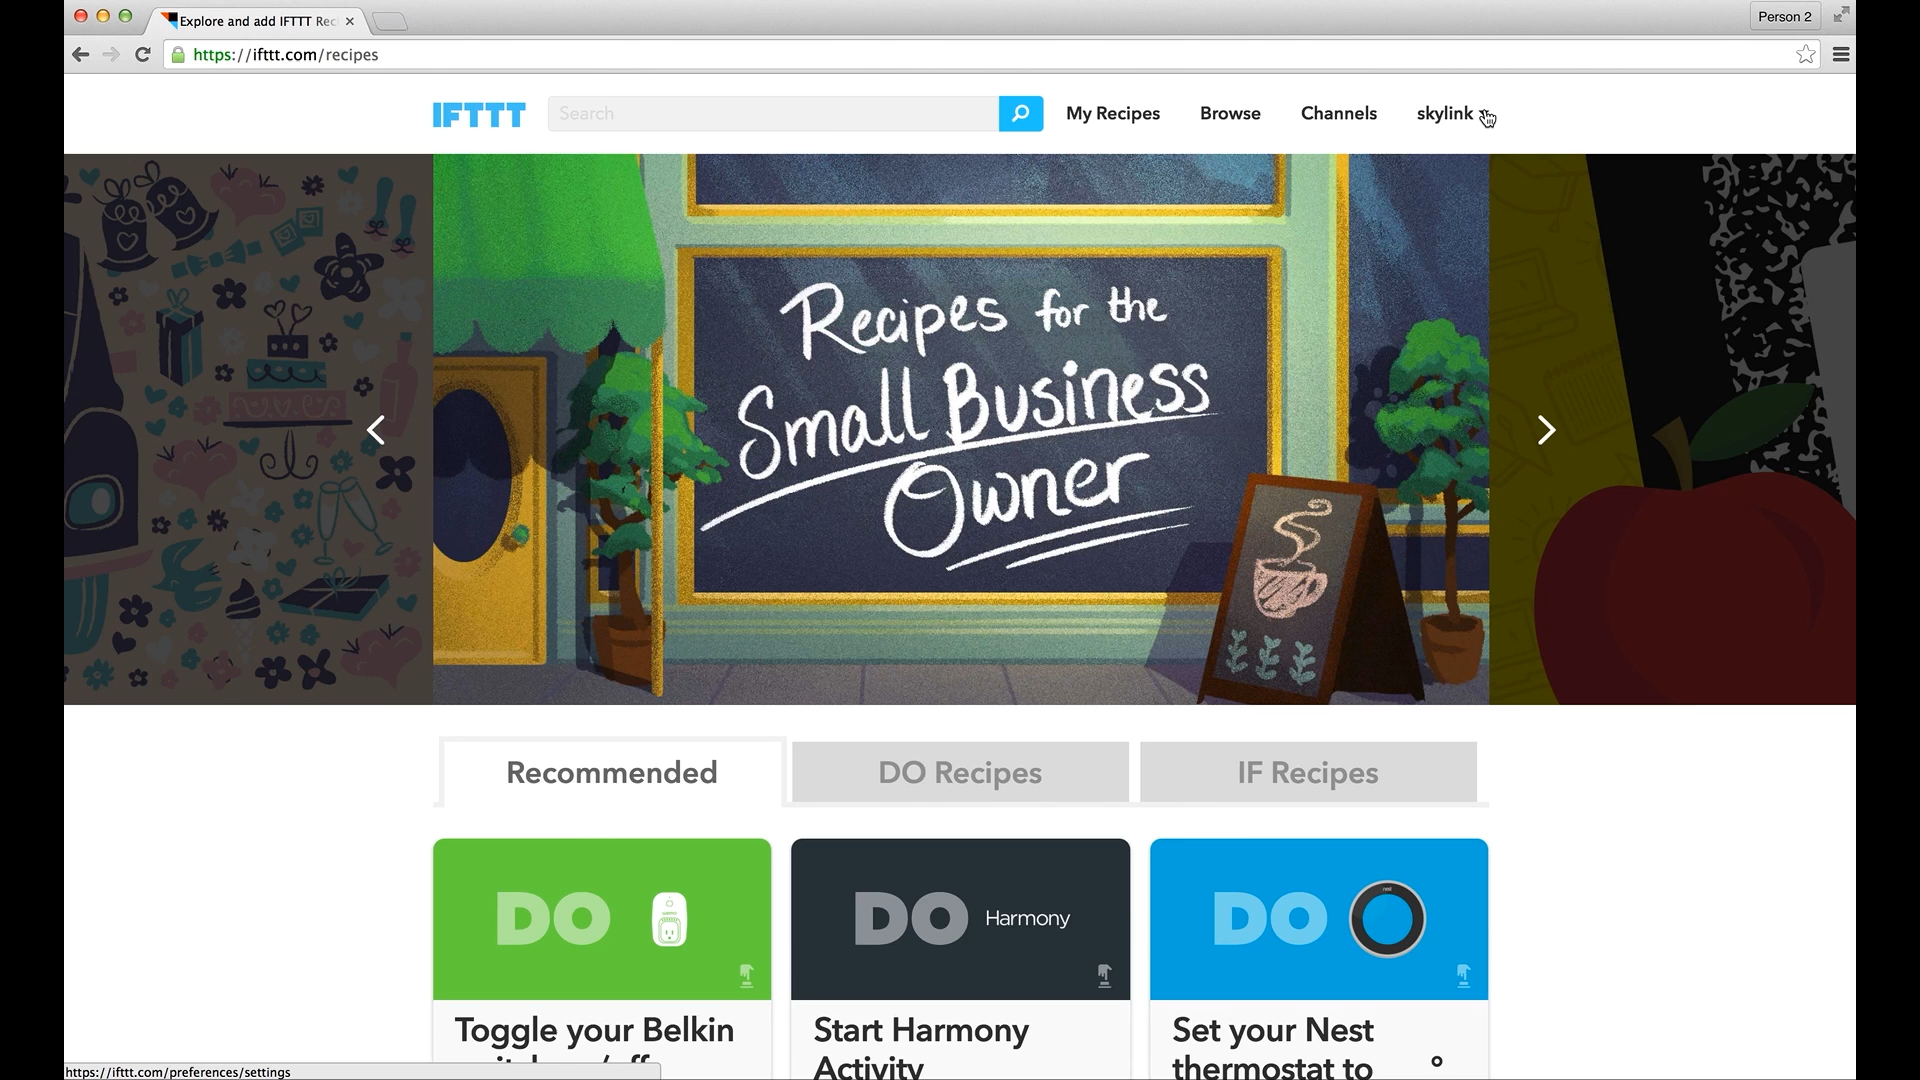 Explore and add IFTTT Rec
Person 2
https://ifttt.com/recipes
IFTTT
Search
My Recipes
Browse
Channels
skylink
Recipes for the
Small Business
Owner
Recommended
DO Recipes
IF Recipes
DO
DO Harmony
DO nest
Toggle your Belkin
Start Harmony
Activity
Set your Nest
thermostat to °
https://ifttt.com/preferences/settings